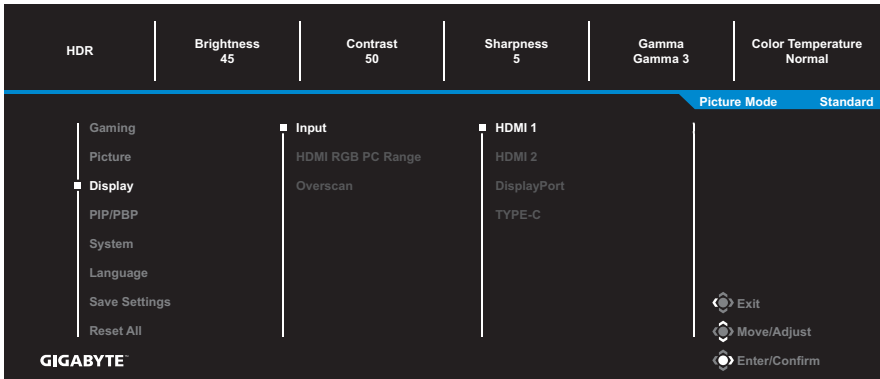 HDR
Brightness
45
Contrast
50
Sharpness
5
Gamma
Gamma 3
Color Temperature
Normal
Picture Mode Standard
Gaming
Picture
Display
PIP/PBP
System
Language
Save Settings
Reset All
Input
HDMI RGB PC Range
Overscan
HDMI 1
HDMI 2
DisplayPort
TYPE-C
Exit
Move/Adjust
Enter/Confirm
GIGABYTE™